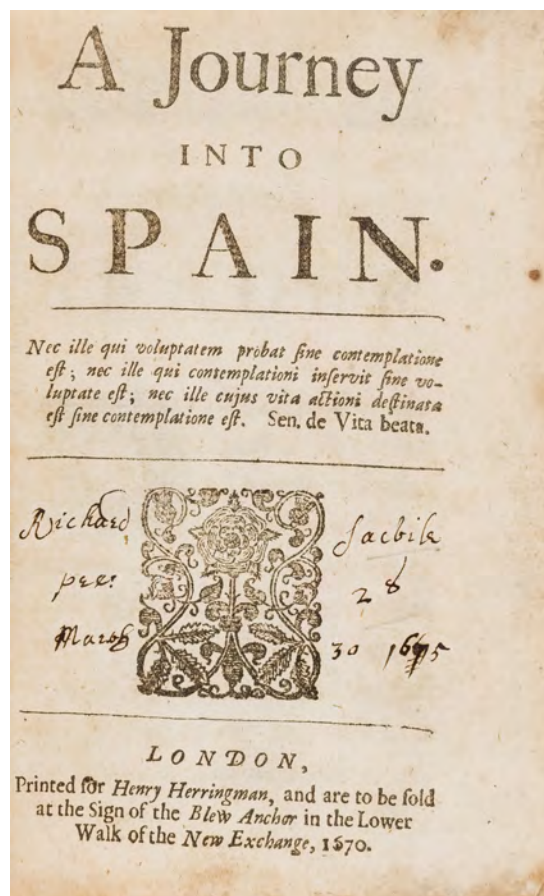 A Journey
INTO
SPAIN.
Nec ille qui voluptatem probat ſine contemplatione
eſt; nec ille qui contemplationi inſervit ſine vo-
luptate eſt; nec ille cujus vita actioni deſtinata
eſt ſine contemplatione eſt. Sen. de Vita beata.
Richard
pre: 28
March 30
LONDON,
Printed for Henry Herringman, and are to be ſold
at the Sign of the Blew Anchor in the Lower
Walk of the New Exchange, 1670.